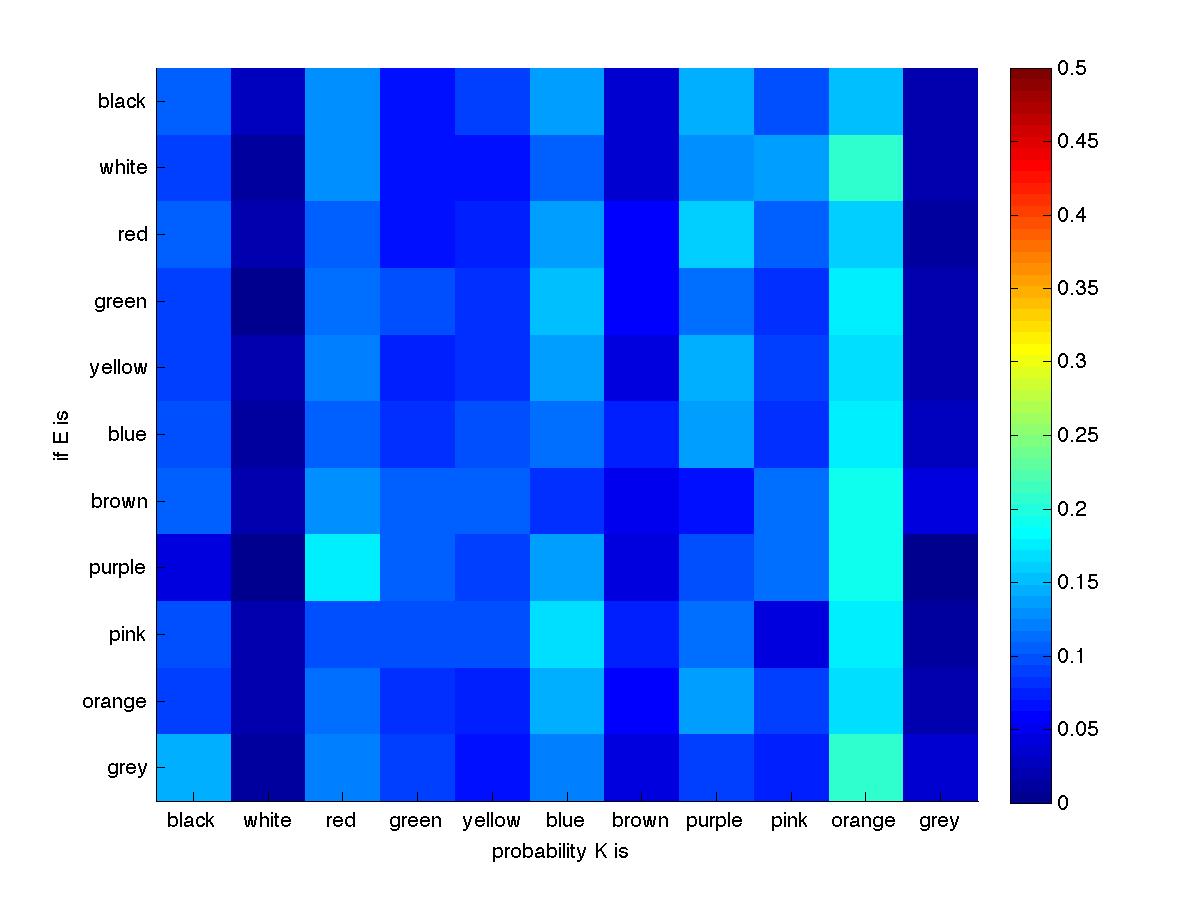 0.5
black
0.45
white
0.4
red
0.35
green
0.3
yellow
if E is
0.25
blue
0.2
brown
0.15
purple
0.1
pink
0.05
orange
grey
0
black white red green yellow blue brown purple pink orange grey
probability K is